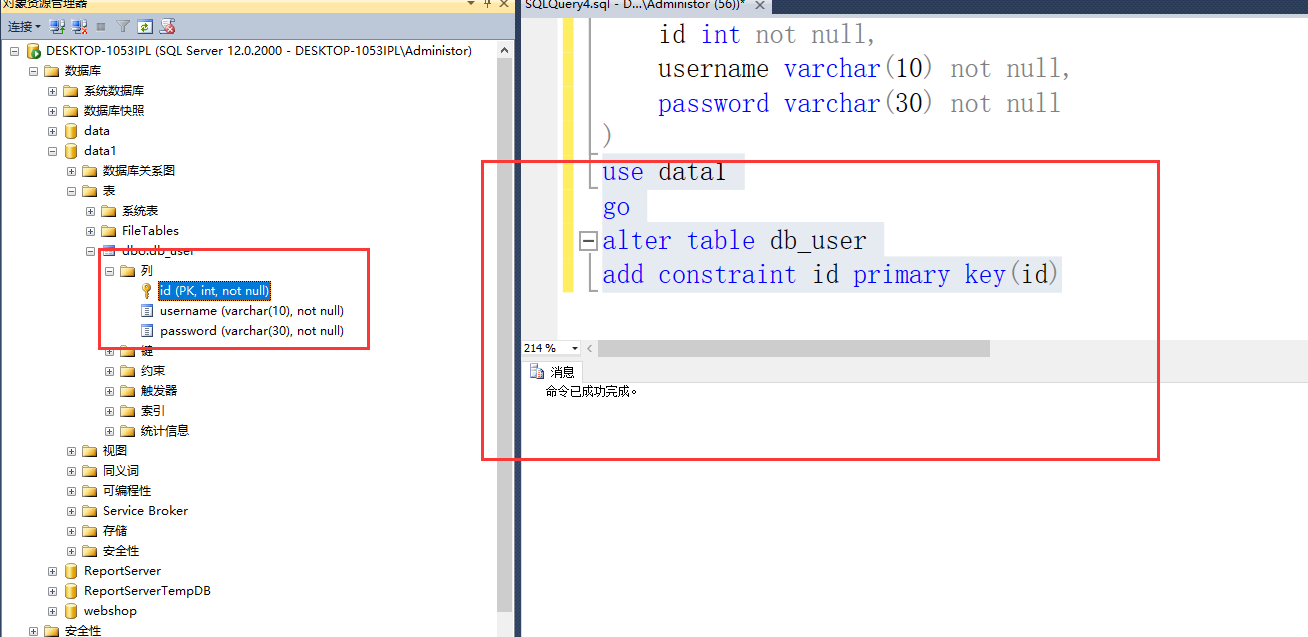 对象资源管理器
连接
DESKTOP-1053IPL (SQL Server 12.0.2000 - DESKTOP-1053IPL\Administor)
数据库
系统数据库
数据库快照
data
data1
数据库关系图
表
系统表
FileTables
dbo.db_user
列
id (PK, int, not null)
username (varchar(10), not null)
password (varchar(30), not null)
键
约束
触发器
索引
统计信息
视图
同义词
可编程性
Service Broker
存储
安全性
ReportServer
ReportServerTempDB
webshop
安全性
SQLQuery4.sql - D...\Administor (56))*
id int not null,
username varchar(10) not null,
password varchar(30) not null
)
use data1
go
alter table db_user
add constraint id primary key(id)
214 %
消息
命令已成功完成。